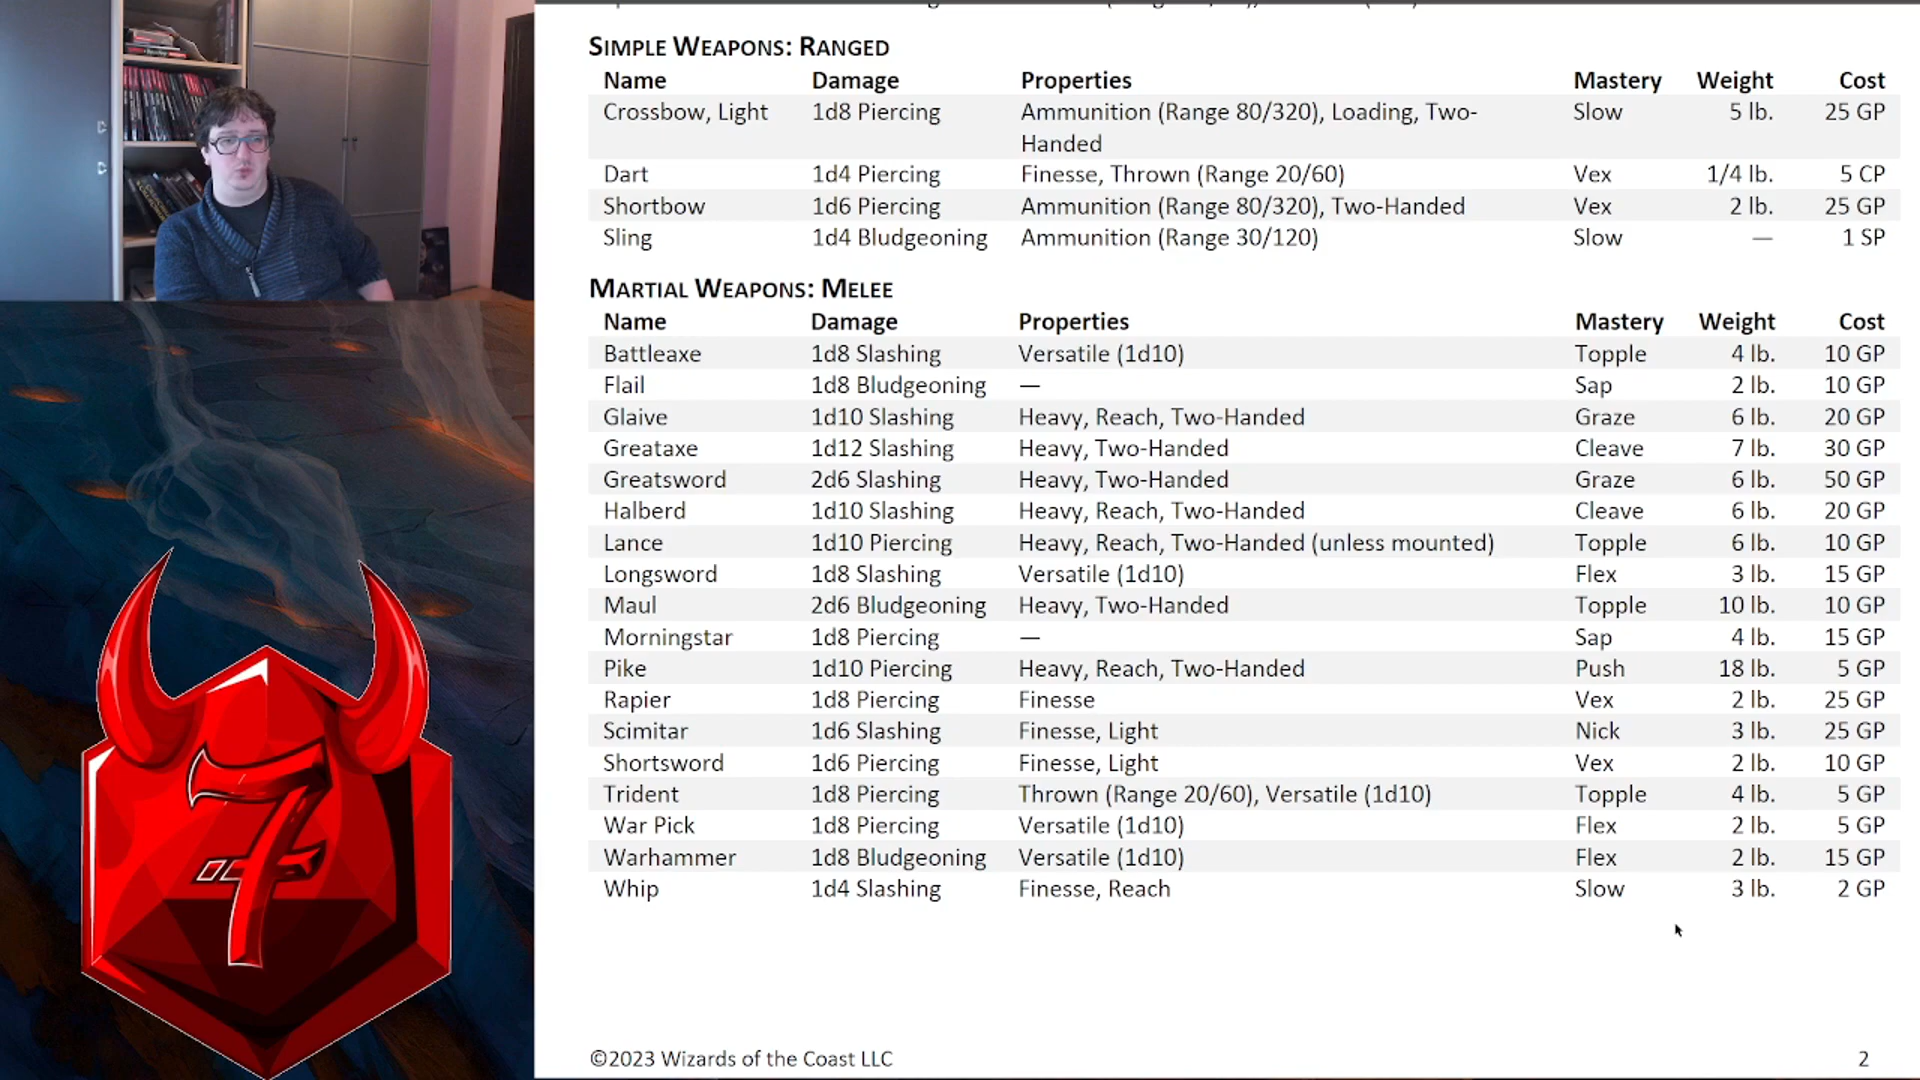 SIMPLE WEAPONS: RANGED
Name Damage Properties Mastery Weight Cost
Crossbow, Light 1d8 Piercing Ammunition (Range 80/320), Loading, Two-
Handed Slow 5 lb. 25 GP
Dart 1d4 Piercing Finesse, Thrown (Range 20/60) Vex 1/4 lb. 5 CP
Shortbow 1d6 Piercing Ammunition (Range 80/320), Two-Handed Vex 2 lb. 25 GP
Sling 1d4 Bludgeoning Ammunition (Range 30/120) Slow — 1 SP
MARTIAL WEAPONS: MELEE
Name Damage Properties Mastery Weight Cost
Battleaxe 1d8 Slashing Versatile (1d10) Topple 4 lb. 10 GP
Flail 1d8 Bludgeoning — Sap 2 lb. 10 GP
Glaive 1d10 Slashing Heavy, Reach, Two-Handed Graze 6 lb. 20 GP
Greataxe 1d12 Slashing Heavy, Two-Handed Cleave 7 lb. 30 GP
Greatsword 2d6 Slashing Heavy, Two-Handed Graze 6 lb. 50 GP
Halberd 1d10 Slashing Heavy, Reach, Two-Handed Cleave 6 lb. 20 GP
Lance 1d10 Piercing Heavy, Reach, Two-Handed (unless mounted) Topple 6 lb. 10 GP
Longsword 1d8 Slashing Versatile (1d10) Flex 3 lb. 15 GP
Maul 2d6 Bludgeoning Heavy, Two-Handed Topple 10 lb. 10 GP
Morningstar 1d8 Piercing — Sap 4 lb. 15 GP
Pike 1d10 Piercing Heavy, Reach, Two-Handed Push 18 lb. 5 GP
Rapier 1d8 Piercing Finesse Vex 2 lb. 25 GP
Scimitar 1d6 Slashing Finesse, Light Nick 3 lb. 25 GP
Shortsword 1d6 Piercing Finesse, Light Vex 2 lb. 10 GP
Trident 1d8 Piercing Thrown (Range 20/60), Versatile (1d10) Topple 4 lb. 5 GP
War Pick 1d8 Piercing Versatile (1d10) Flex 2 lb. 5 GP
Warhammer 1d8 Bludgeoning Versatile (1d10) Flex 2 lb. 15 GP
Whip 1d4 Slashing Finesse, Reach Slow 3 lb. 2 GP
7
©2023 Wizards of the Coast LLC 2